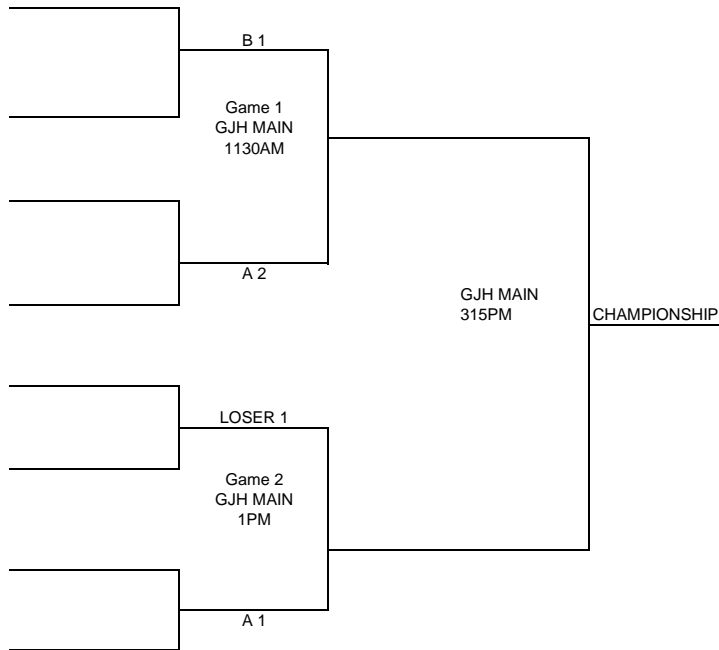 B 1
Game 1
GJH MAIN
1130AM
A 2
GJH MAIN
315PM
CHAMPIONSHIP
LOSER 1
Game 2
GJH MAIN
1PM
A 1